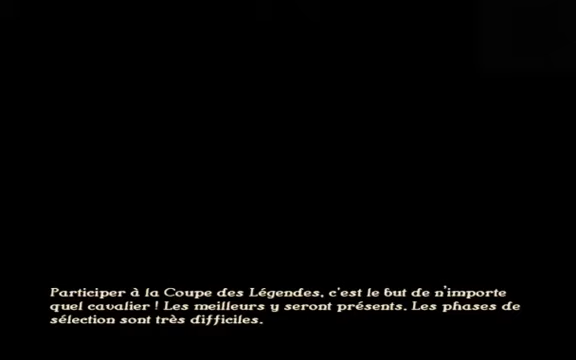 Participer à la Coupe des Légendes, c'est le but de n'importe
quel cavalier ! Les meilleurs y seront présents. Les phases de
sélection sont très difficiles.